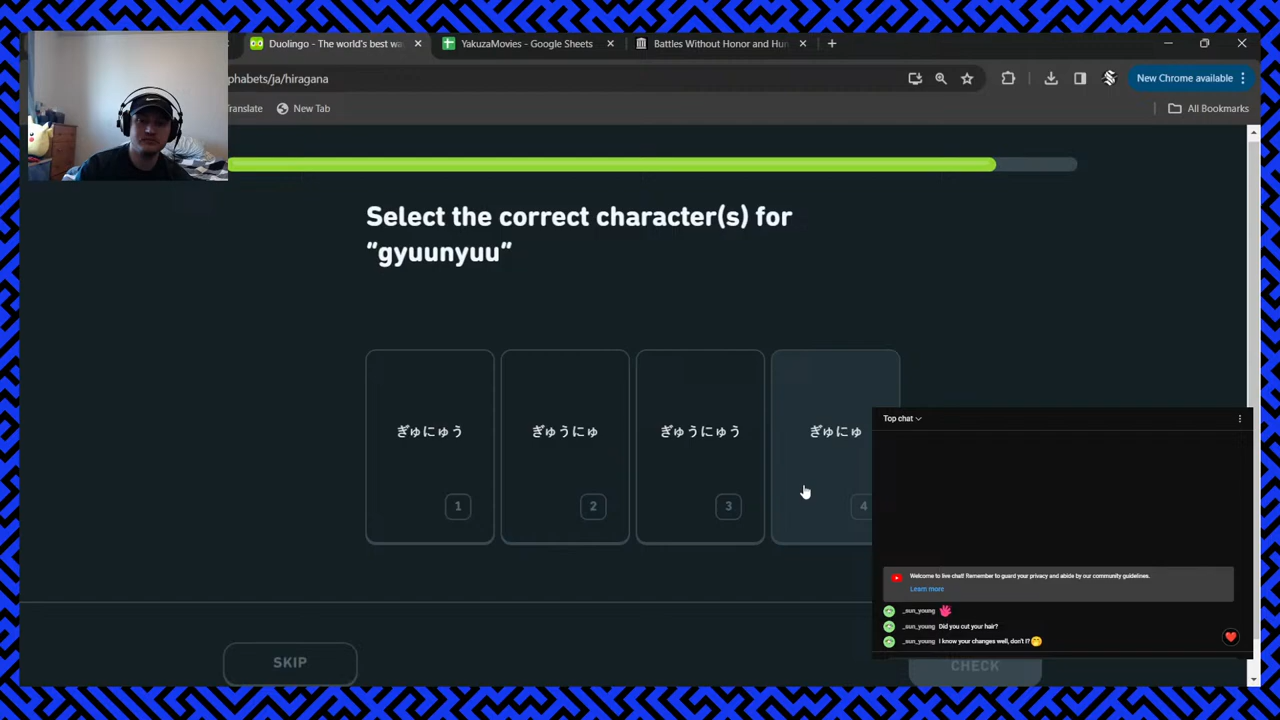 Duolingo - The world's best wa
YakuzaMovies - Google Sheets
Battles Without Honor and Hun
phabets/ja/hiragana
New Chrome available
Translate
New Tab
All Bookmarks
Select the correct character(s) for
“gyuunyuu”
ぎゅにゅう
ぎゅうにゅ
ぎゅうにゅう
ぎゅにゅ
1
2
3
4
SKIP
CHECK
Top chat
Welcome to live chat! Remember to guard your privacy and abide by our community guidelines.
Learn more
_sun_young
_sun_young Did you cut your hair?
_sun_young I know your changes well, don't I?